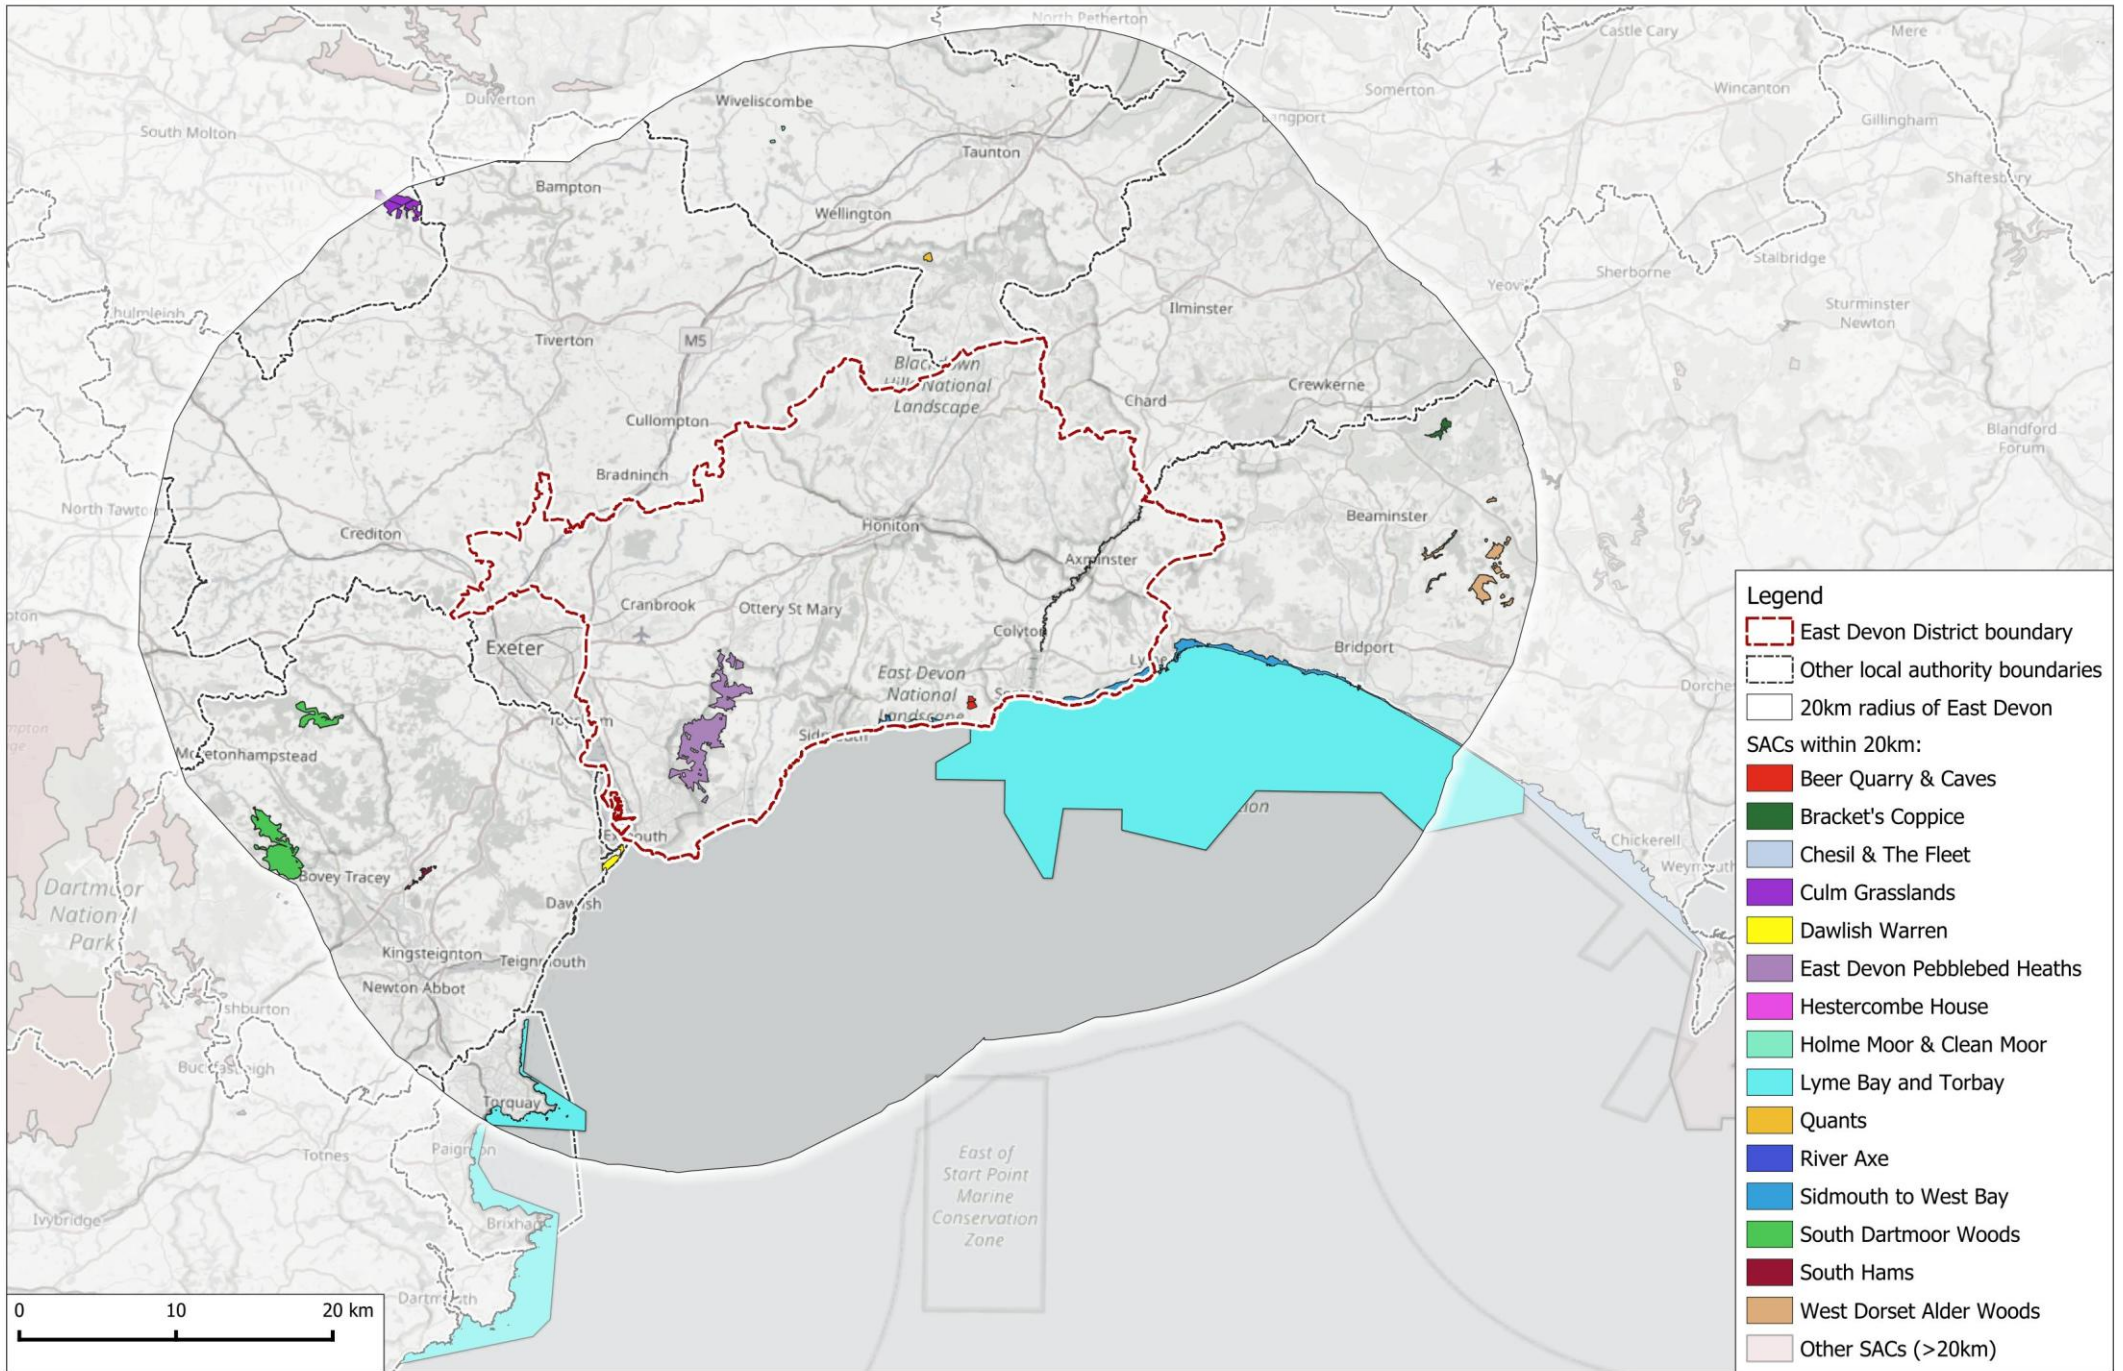 North Petherton
Castle Cary
Mere
Wiveliscombe
Dulverton
Somerton
Wincanton
South Molton
Langport
Gillingham
Taunton
Bampton
Shaftesbury
Wellington
Stalbridge
Sherborne
Yeovil
Ilminster
Sturminster
Newton
Tiverton
M5
Blackdown
Hills National
Landscape
Crewkerne
Chard
Cullompton
Blandford
Forum
Bradninch
North Tawton
Beaminster
Honiton
Crediton
Axminster
Cranbrook
Ottery St Mary
Colyton
Exeter
Bridport
Lyme
East Devon
National
Landscape
Sidmouth
Moretonhampstead
Exmouth
Chickerell
Weymouth
Dartmoor
National
Park
Bovey Tracey
Dawlish
Kingsteignton
Teignmouth
Newton Abbot
Torquay
Totnes
Ivybridge
East of
Start Point
Marine
Conservation
Zone
Legend
East Devon District boundary
Other local authority boundaries
20km radius of East Devon
SACs within 20km:
Beer Quarry & Caves
Bracket's Coppice
Chesil & The Fleet
Culm Grasslands
Dawlish Warren
East Devon Pebblebed Heaths
Hestercombe House
Holme Moor & Clean Moor
Lyme Bay and Torbay
Quants
River Axe
Sidmouth to West Bay
South Dartmoor Woods
South Hams
West Dorset Alder Woods
Other SACs (>20km)
0 10 20 km